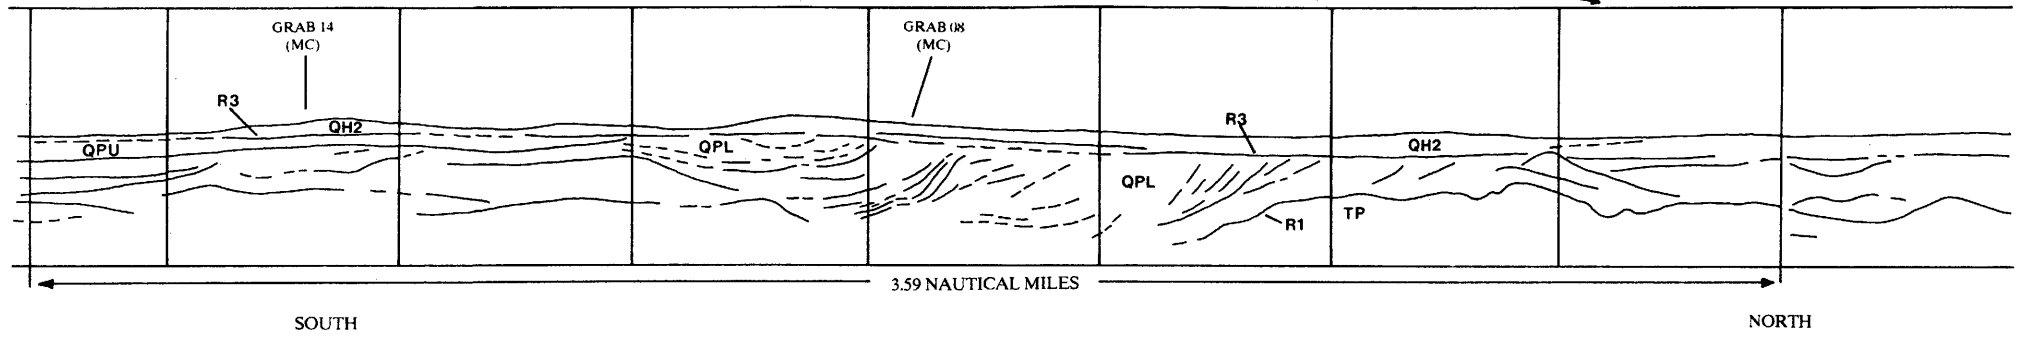 GRAB 14
(MC)
GRAB 08
(MC)
R3
QH2
QPU
QPL
R3
QH2
QPL
R1
TP
3.59 NAUTICAL MILES
SOUTH
NORTH